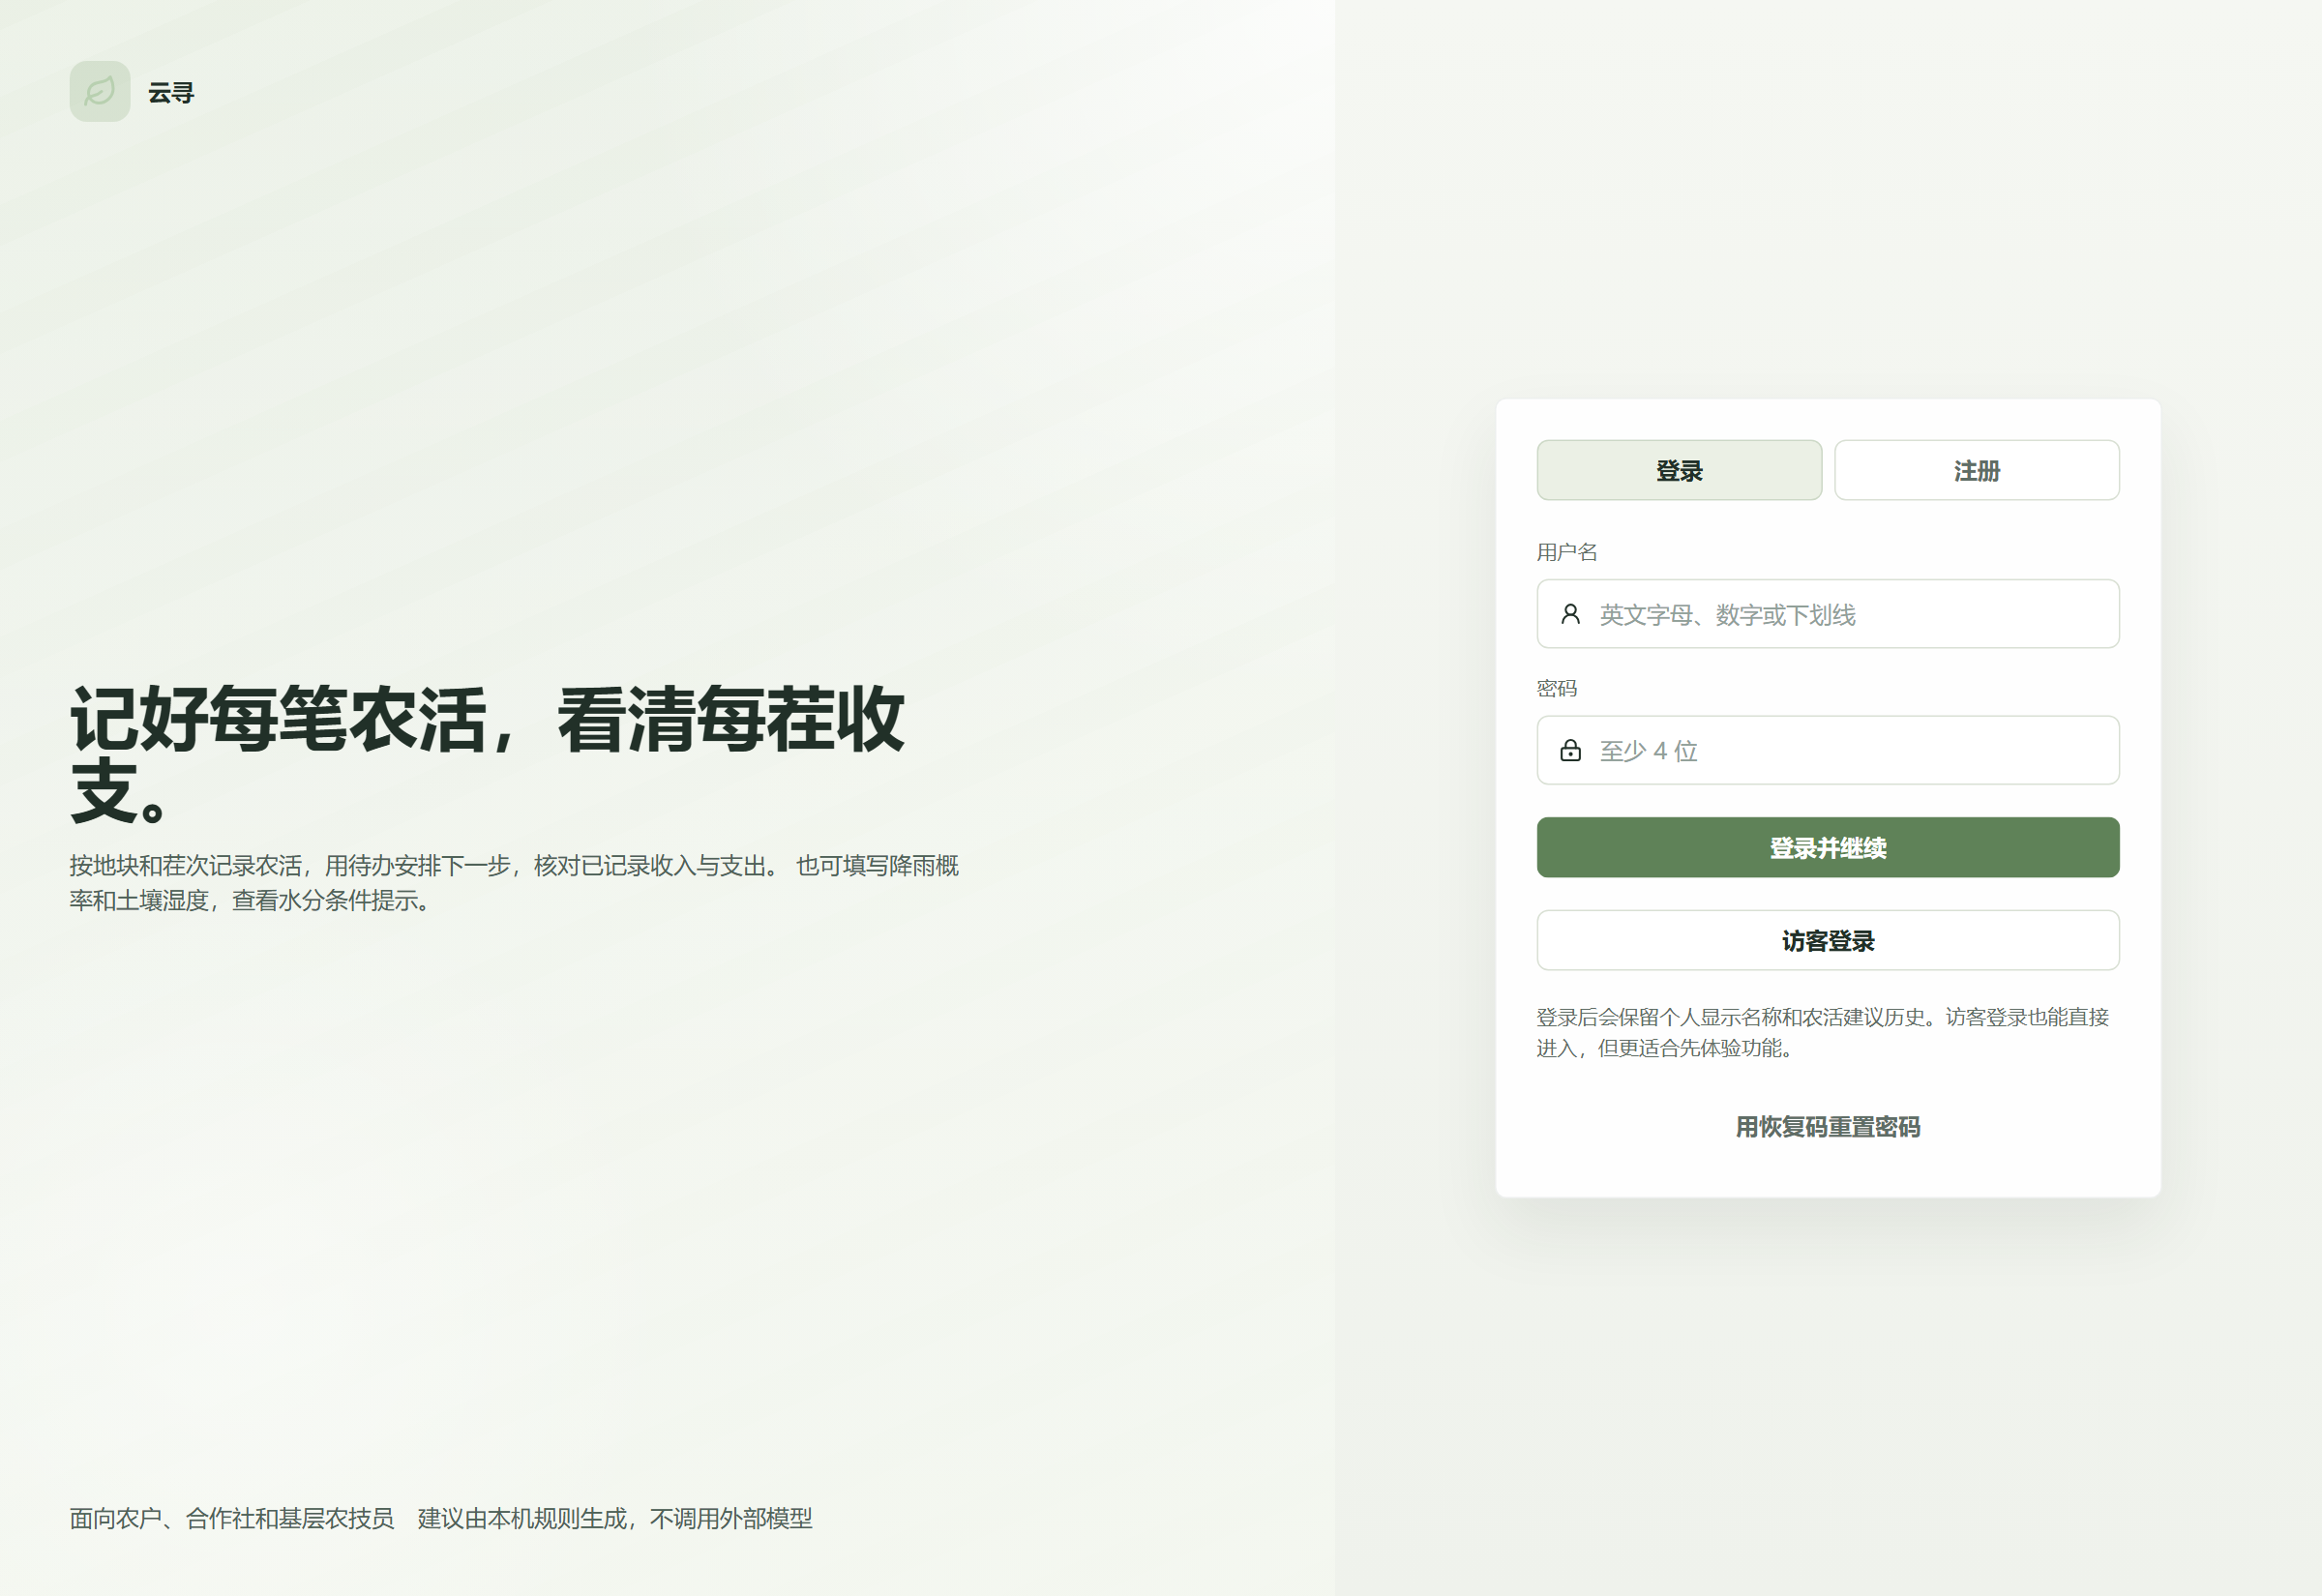 云寻
记好每笔农活，看清每茬收
支。
按地块和茬次记录农活，用待办安排下一步，核对已记录收入与支出。 也可填写降雨概
率和土壤湿度，查看水分条件提示。
面向农户、合作社和基层农技员 建议由本机规则生成，不调用外部模型
登录 注册
用户名
英文字母、数字或下划线
密码
至少 4 位
登录并继续
访客登录
登录后会保留个人显示名称和农活建议历史。访客登录也能直接
进入，但更适合先体验功能。
用恢复码重置密码